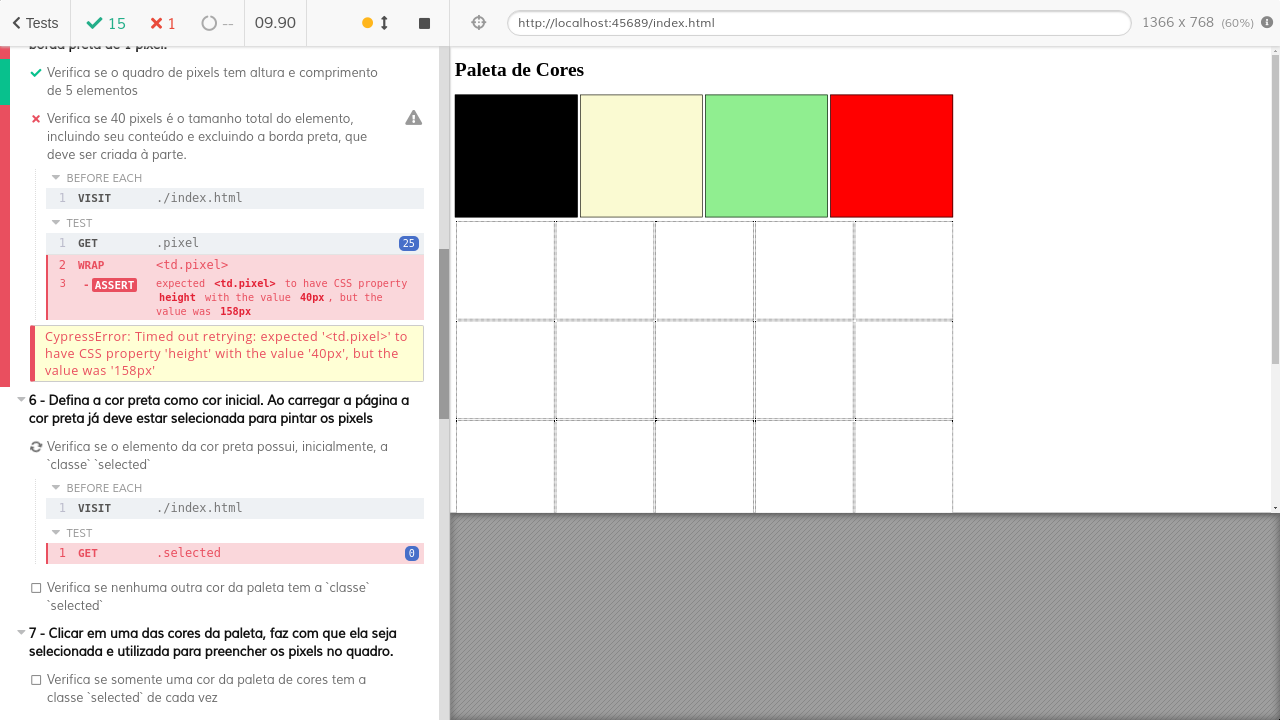 Tests
15
1
--
09.90
http://localhost:45689/index.html
1366 x 768 (60%)
borda preta de 1 pixel.
Verifica se o quadro de pixels tem altura e comprimento
de 5 elementos
Verifica se 40 pixels é o tamanho total do elemento,
incluindo seu conteúdo e excluindo a borda preta, que
deve ser criada à parte.
BEFORE EACH
1 VISIT ./index.html
TEST
1 GET .pixel 25
2 WRAP <td.pixel>
3 -ASSERT expected <td.pixel> to have CSS property
height with the value 40px, but the
value was 158px
CypressError: Timed out retrying: expected '<td.pixel>' to
have CSS property 'height' with the value '40px', but the
value was '158px'
6 - Defina a cor preta como cor inicial. Ao carregar a página a
cor preta já deve estar selecionada para pintar os pixels
Verifica se o elemento da cor preta possui, inicialmente, a
`classe` `selected`
BEFORE EACH
1 VISIT ./index.html
TEST
1 GET .selected 0
Verifica se nenhuma outra cor da paleta tem a `classe`
`selected`
7 - Clicar em uma das cores da paleta, faz com que ela seja
selecionada e utilizada para preencher os pixels no quadro.
Verifica se somente uma cor da paleta de cores tem a
classe `selected` de cada vez
Paleta de Cores